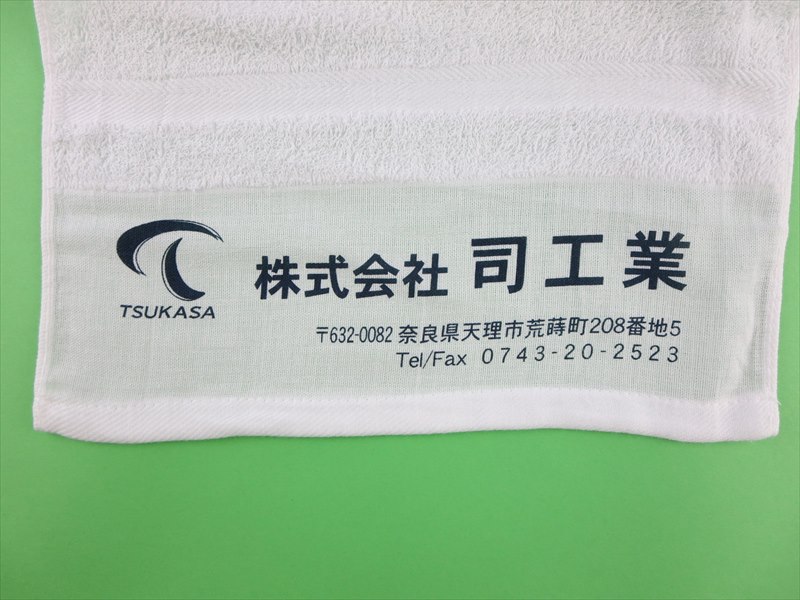 TSUKASA
株式会社 司工業
〒632-0082 奈良県天理市荒蒔町208番地5
Tel/Fax 0743-20-2523